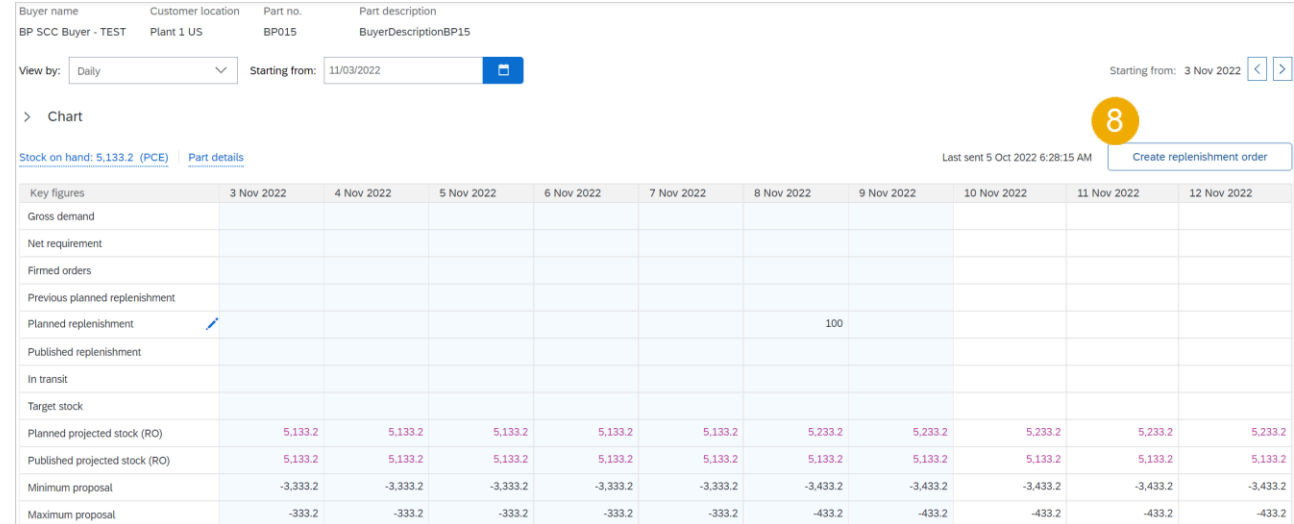 Buyer name Customer location Part no. Part description
BP SCC Buyer - TEST Plant 1 US BP015 BuyerDescriptionBP15
View by: Daily Starting from: 11/03/2022 Starting from: 3 Nov 2022
Chart
8
Stock on hand: 5,133.2 (PCE) Part details Last sent 5 Oct 2022 6:28:15 AM Create replenishment order
Key figures 3 Nov 2022 4 Nov 2022 5 Nov 2022 6 Nov 2022 7 Nov 2022 8 Nov 2022 9 Nov 2022 10 Nov 2022 11 Nov 2022 12 Nov 2022
Gross demand
Net requirement
Firmed orders
Previous planned replenishment
Planned replenishment 100
Published replenishment
In transit
Target stock
Planned projected stock (RO) 5,133.2 5,133.2 5,133.2 5,133.2 5,133.2 5,233.2 5,233.2 5,233.2 5,233.2 5,233.2
Published projected stock (RO) 5,133.2 5,133.2 5,133.2 5,133.2 5,133.2 5,133.2 5,133.2 5,133.2 5,133.2 5,133.2
Minimum proposal -3,333.2 -3,333.2 -3,333.2 -3,333.2 -3,333.2 -3,433.2 -3,433.2 -3,433.2 -3,433.2 -3,433.2
Maximum proposal -333.2 -333.2 -333.2 -333.2 -333.2 -433.2 -433.2 -433.2 -433.2 -433.2